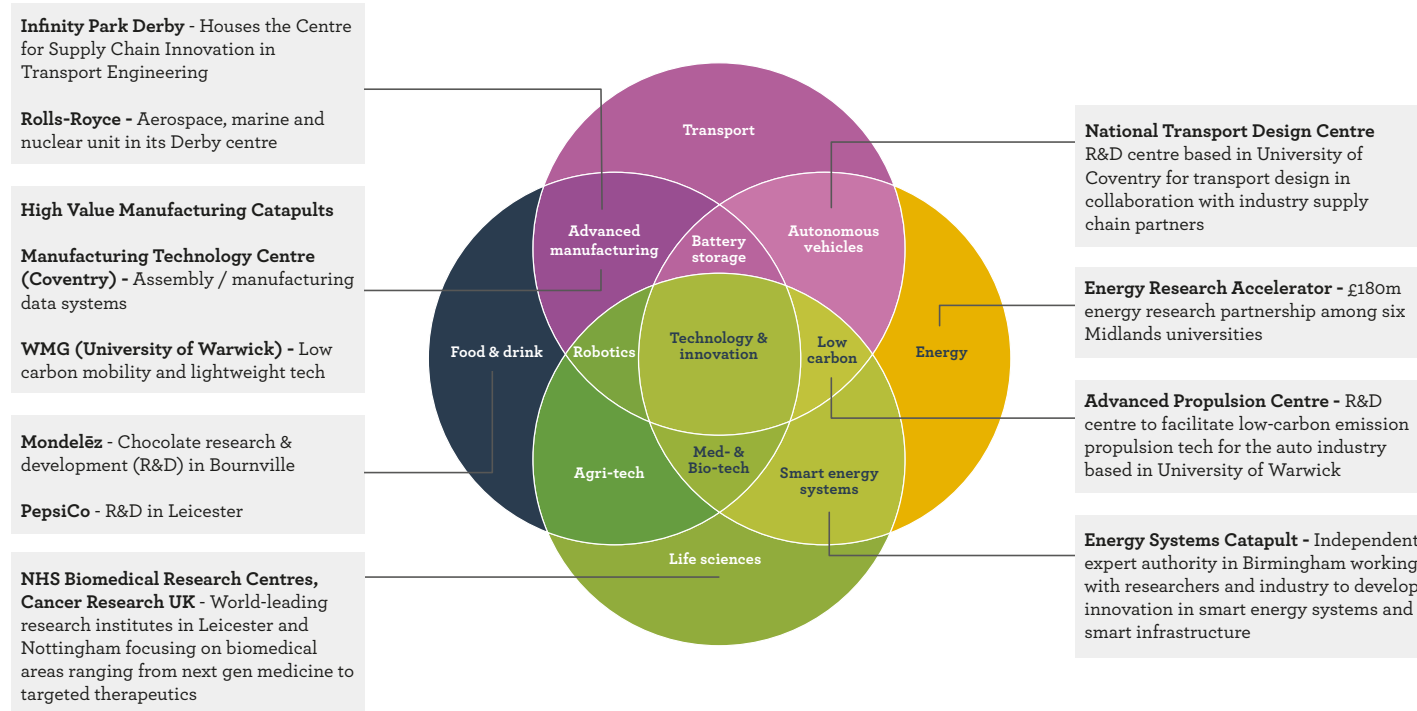 Infinity Park Derby - Houses the Centre
for Supply Chain Innovation in
Transport Engineering
Rolls-Royce - Aerospace, marine and
nuclear unit in its Derby centre
High Value Manufacturing Catapults
Manufacturing Technology Centre
(Coventry) - Assembly / manufacturing
data systems
WMG (University of Warwick) - Low
carbon mobility and lightweight tech
Mondelēz - Chocolate research &
development (R&D) in Bournville
PepsiCo - R&D in Leicester
NHS Biomedical Research Centres,
Cancer Research UK - World-leading
research institutes in Leicester and
Nottingham focusing on biomedical
areas ranging from next gen medicine to
targeted therapeutics
Transport
Advanced
manufacturing
Battery
storage
Autonomous
vehicles
Food & drink
Robotics
Technology &
innovation
Low
carbon
Energy
Agri-tech
Med- &
Bio-tech
Smart energy
systems
Life sciences
National Transport Design Centre
R&D centre based in University of
Coventry for transport design in
collaboration with industry supply
chain partners
Energy Research Accelerator - £180m
energy research partnership among six
Midlands universities
Advanced Propulsion Centre - R&D
centre to facilitate low-carbon emission
propulsion tech for the auto industry
based in University of Warwick
Energy Systems Catapult - Independent
expert authority in Birmingham working
with researchers and industry to develop
innovation in smart energy systems and
smart infrastructure